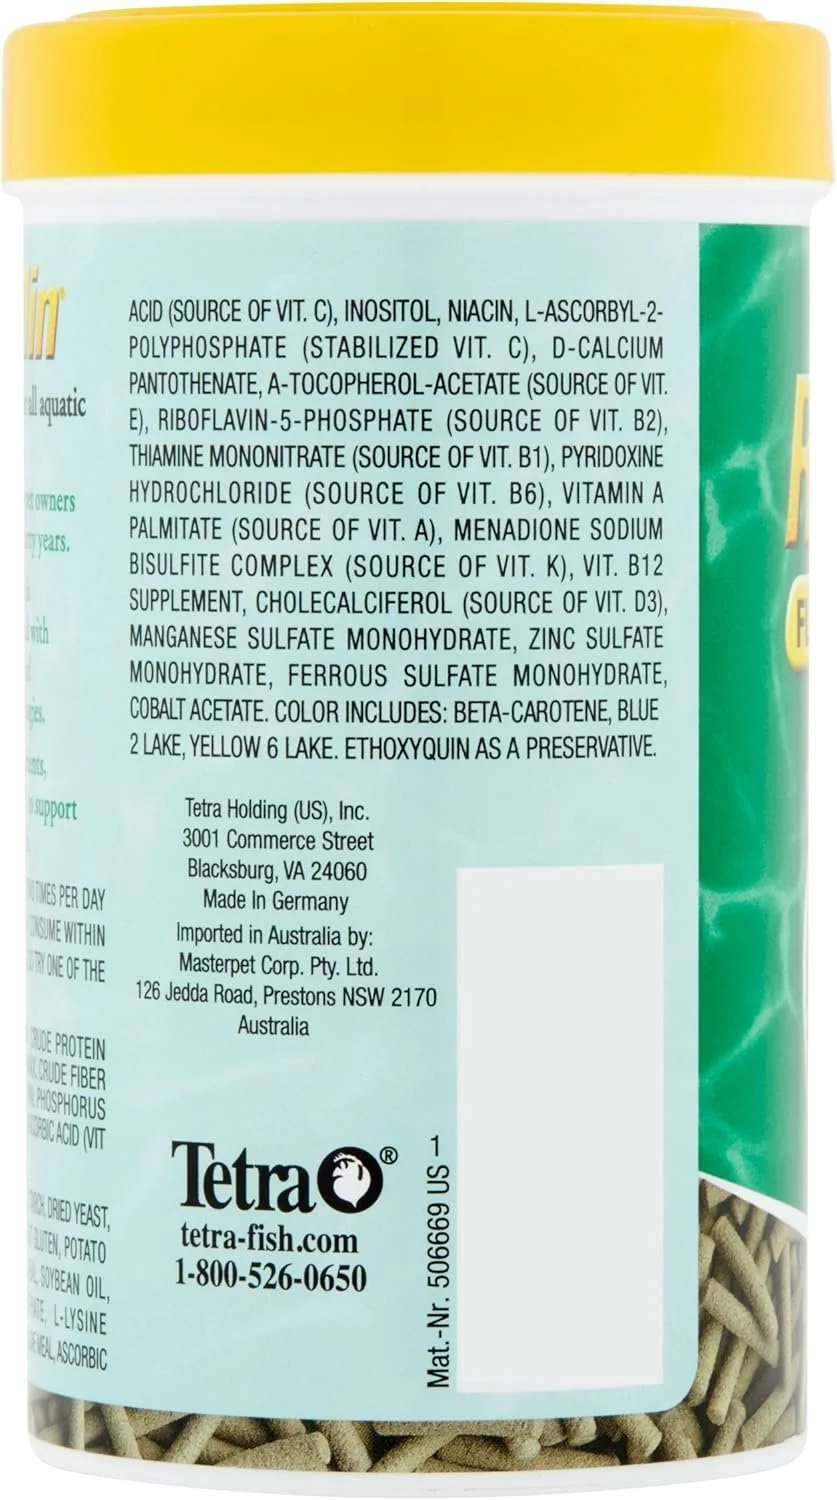 lin®
all aquatic
owners
years.
with
to support
TIMES PER DAY
CONSUME WITHIN
TRY ONE OF THE
CRUDE PROTEIN
CRUDE FIBER
PHOSPHORUS
ACID (VIT
DRIED YEAST,
GLUTEN, POTATO
SOYBEAN OIL,
L-LYSINE
MEAL, ASCORBIC
ACID (SOURCE OF VIT. C), INOSITOL, NIACIN, L-ASCORBYL-2-
POLYPHOSPHATE (STABILIZED VIT. C), D-CALCIUM
PANTOTHENATE, A-TOCOPHEROL-ACETATE (SOURCE OF VIT.
E), RIBOFLAVIN-5-PHOSPHATE (SOURCE OF VIT. B2),
THIAMINE MONONITRATE (SOURCE OF VIT. B1), PYRIDOXINE
HYDROCHLORIDE (SOURCE OF VIT. B6), VITAMIN A
PALMITATE (SOURCE OF VIT. A), MENADIONE SODIUM
BISULFITE COMPLEX (SOURCE OF VIT. K), VIT. B12
SUPPLEMENT, CHOLECALCIFEROL (SOURCE OF VIT. D3),
MANGANESE SULFATE MONOHYDRATE, ZINC SULFATE
MONOHYDRATE, FERROUS SULFATE MONOHYDRATE,
COBALT ACETATE. COLOR INCLUDES: BETA-CAROTENE, BLUE
2 LAKE, YELLOW 6 LAKE. ETHOXYQUIN AS A PRESERVATIVE.
Tetra Holding (US), Inc.
3001 Commerce Street
Blacksburg, VA 24060
Made In Germany
Imported in Australia by:
Masterpet Corp. Pty. Ltd.
126 Jedda Road, Prestons NSW 2170
Australia
Tetra®
tetra-fish.com
1-800-526-0650
Mat.-Nr. 506669 US –1